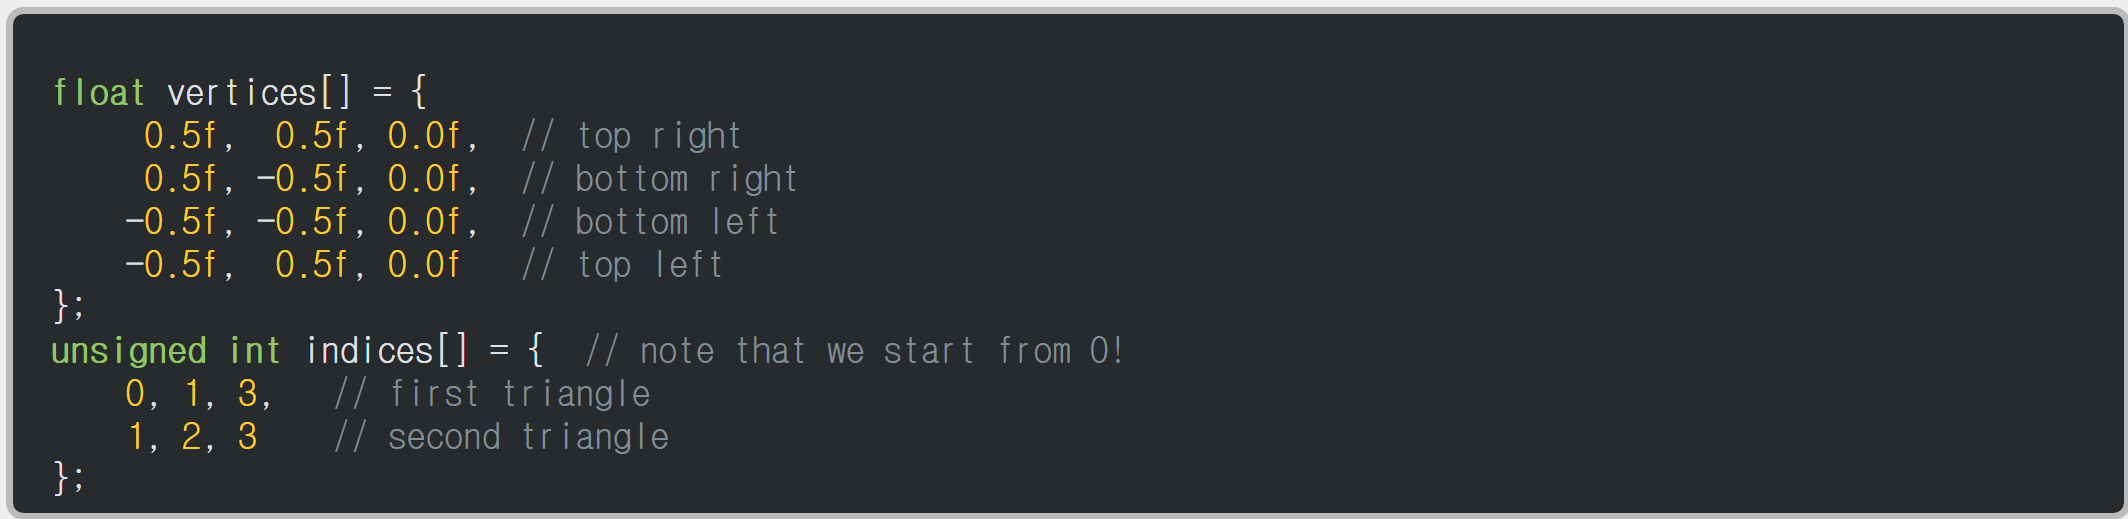 float vertices[] = {
     0.5f,  0.5f, 0.0f,  // top right
     0.5f, -0.5f, 0.0f,  // bottom right
    -0.5f, -0.5f, 0.0f,  // bottom left
    -0.5f,  0.5f, 0.0f   // top left
};
unsigned int indices[] = {  // note that we start from 0!
    0, 1, 3,   // first triangle
    1, 2, 3    // second triangle
};